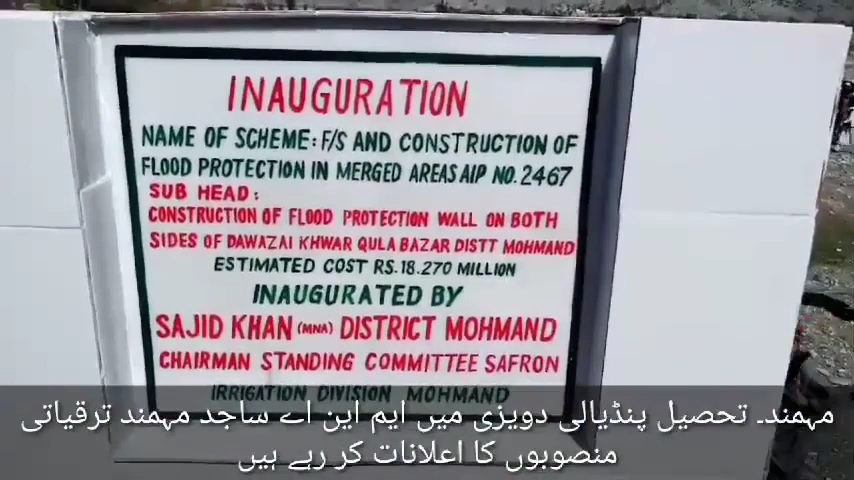 INAUGURATION
NAME OF SCHEME: F/S AND CONSTRUCTION OF
FLOOD PROTECTION IN MERGED AREAS AIP NO. 2467
SUB HEAD:
CONSTRUCTION OF FLOOD PROTECTION WALL ON BOTH
SIDES OF DAWAZAI KHWAR QULA BAZAR DISTT MOHMAND
ESTIMATED COST RS. 18.270 MILLION
INAUGURATED BY
SAJID KHAN (MNA) DISTRICT MOHMAND
CHAIRMAN STANDING COMMITTEE SAFRON
IRRIGATION DIVISION MOHMAND
مہمند۔ تحصیل پنڈیالی دویزی میں ایم این اے ساجد مہمند ترقیاتی
منصوبوں کا اعلانات کر رہے ہیں